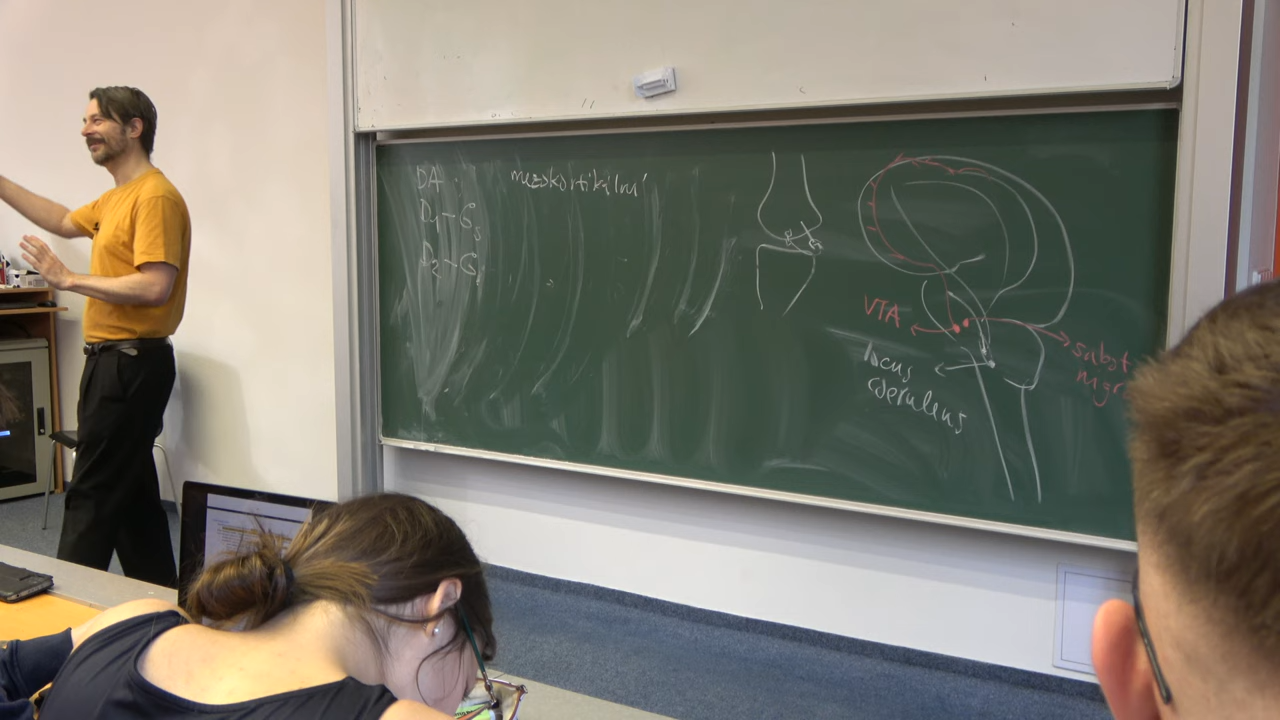 DA mezokortikální
D1 - Gs
D2 - Gi
VTA
locus
coeruleus
subst
nigr